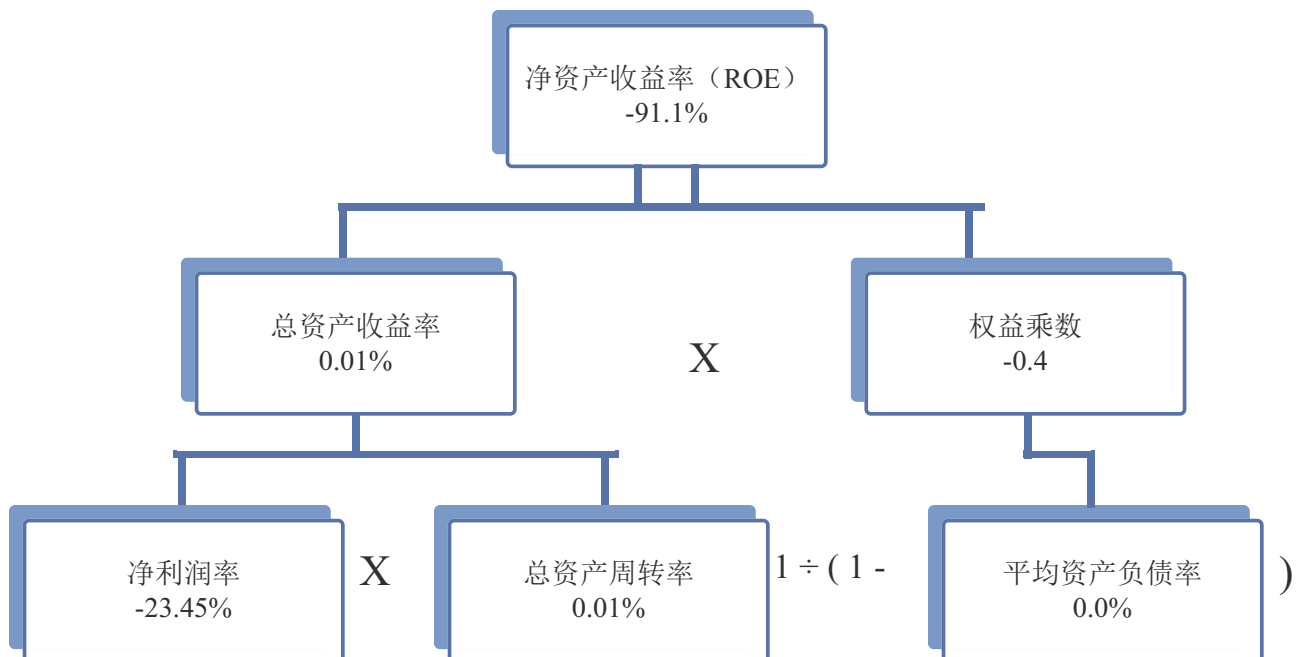 净资产收益率（ROE）
-91.1%
总资产收益率
0.01%
X
权益乘数
-0.4
净利润率
-23.45%
X
总资产周转率
0.01%
1 ÷ ( 1 -
平均资产负债率
0.0%
)